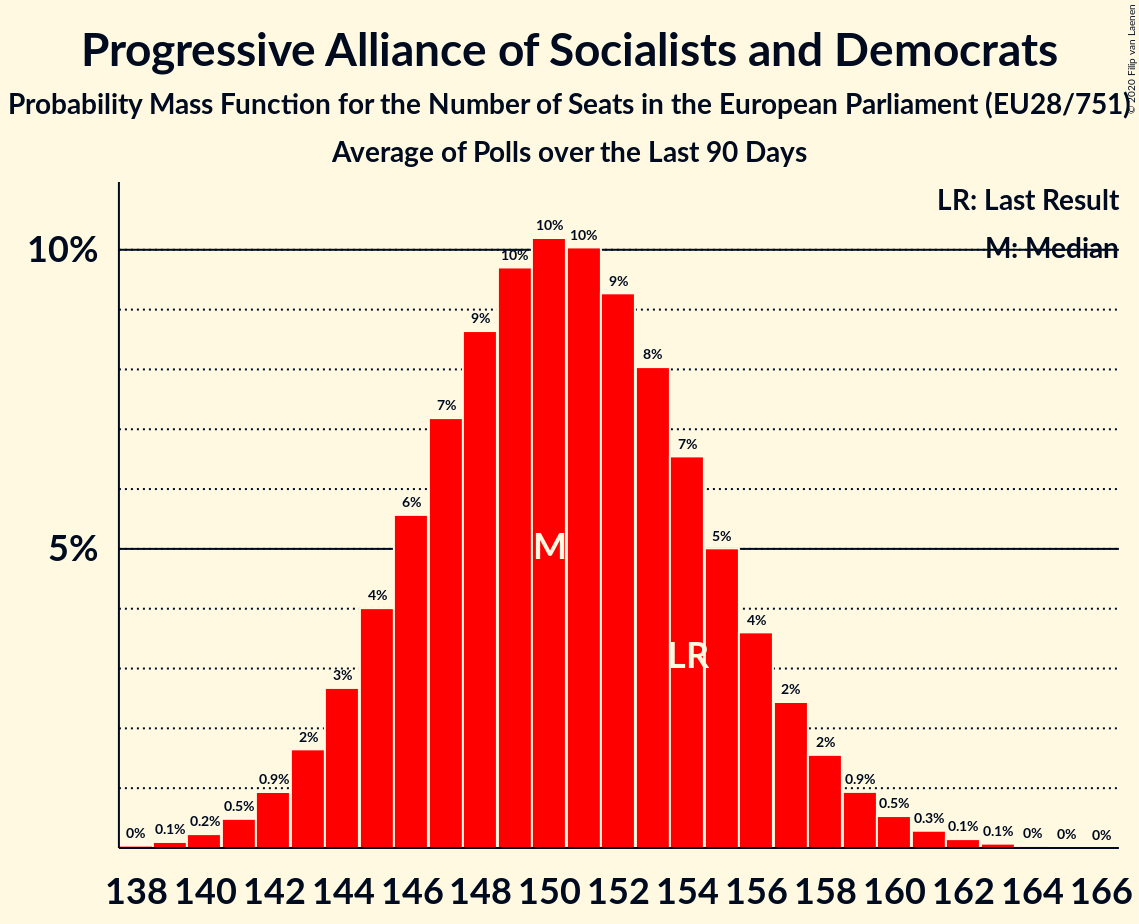 Progressive Alliance of Socialists and Democrats
Probability Mass Function for the Number of Seats in the European Parliament (EU28/751)
Average of Polls over the Last 90 Days
© 2020 Filip van Laenen
LR: Last Result
M: Median
10%
5%
0% 0.1% 0.2% 0.5% 0.9% 2% 3% 4% 6% 7% 9% 10% 10% 10% 9% 8% 7% 5% 4% 2% 2% 0.9% 0.5% 0.3% 0.1% 0.1% 0% 0% 0%
M
LR
138 140 142 144 146 148 150 152 154 156 158 160 162 164 166